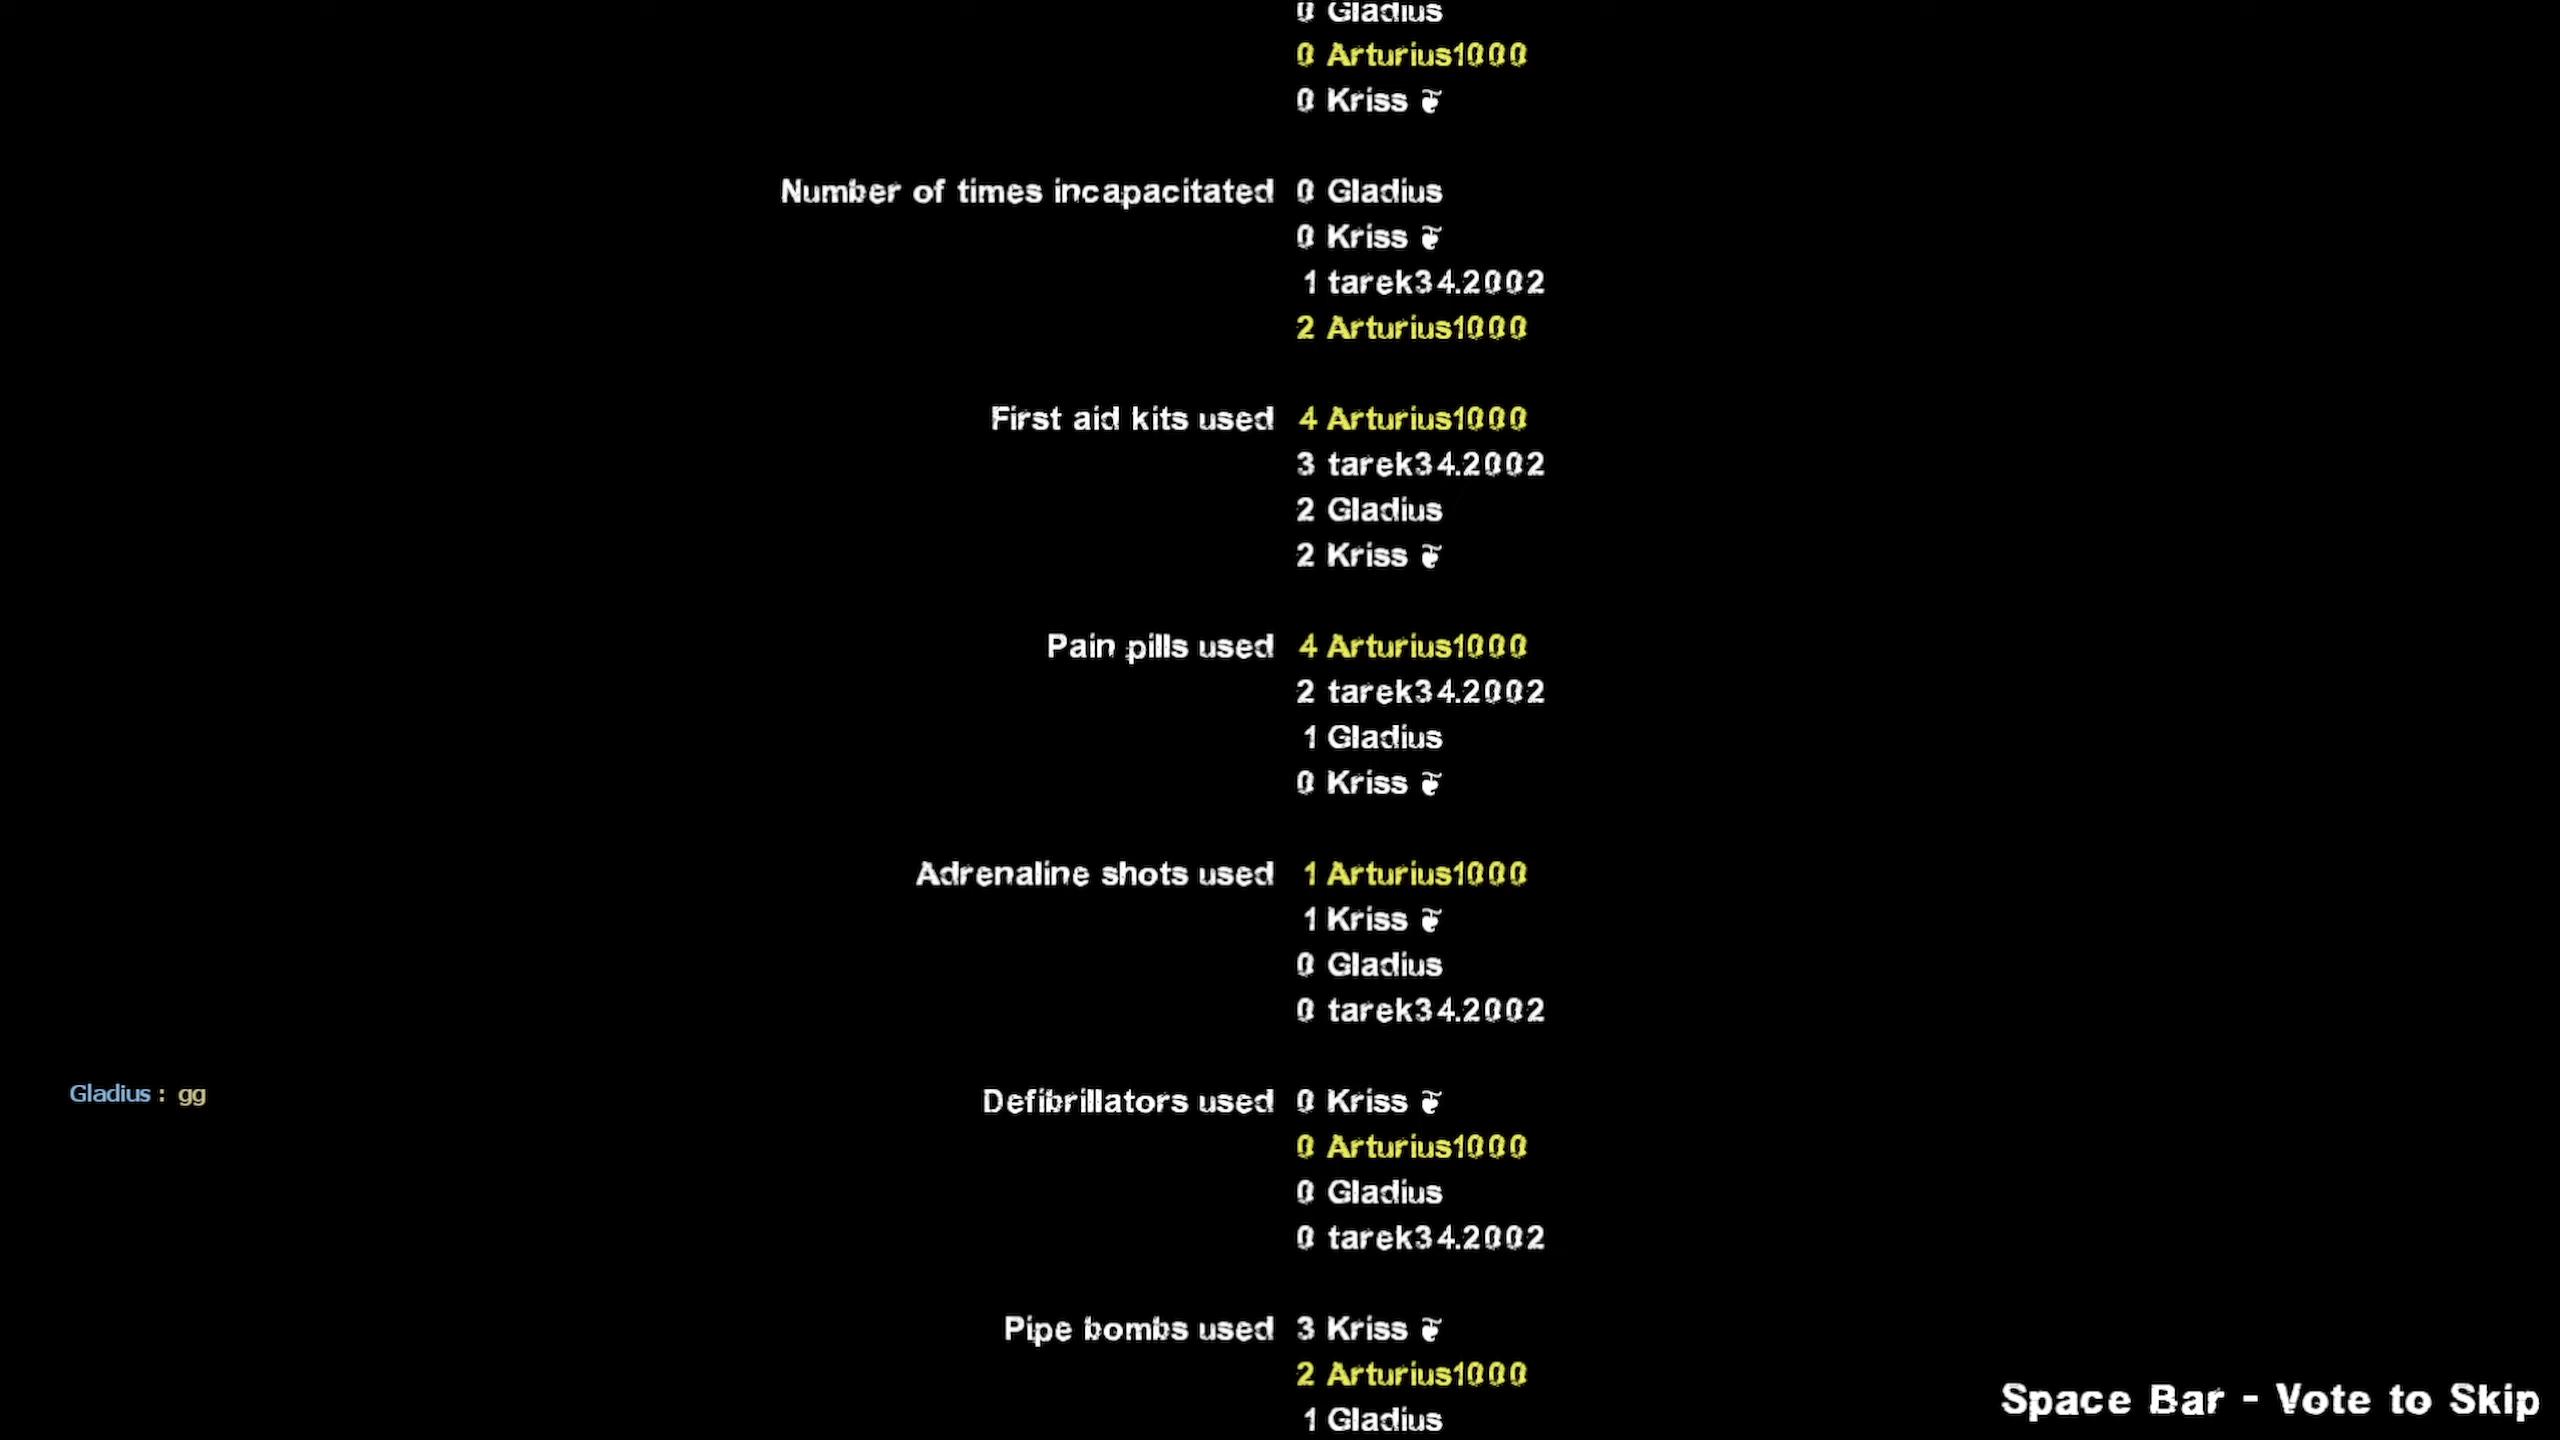 0 Gladius
0 Arturius1000
0 Kriss ❦
Number of times incapacitated 0 Gladius
0 Kriss ❦
1 tarek34.2002
2 Arturius1000
First aid kits used 4 Arturius1000
3 tarek34.2002
2 Gladius
2 Kriss ❦
Pain pills used 4 Arturius1000
2 tarek34.2002
1 Gladius
0 Kriss ❦
Adrenaline shots used 1 Arturius1000
1 Kriss ❦
0 Gladius
0 tarek34.2002
Gladius : gg
Defibrillators used 0 Kriss ❦
0 Arturius1000
0 Gladius
0 tarek34.2002
Pipe bombs used 3 Kriss ❦
2 Arturius1000
1 Gladius
Space Bar - Vote to Skip